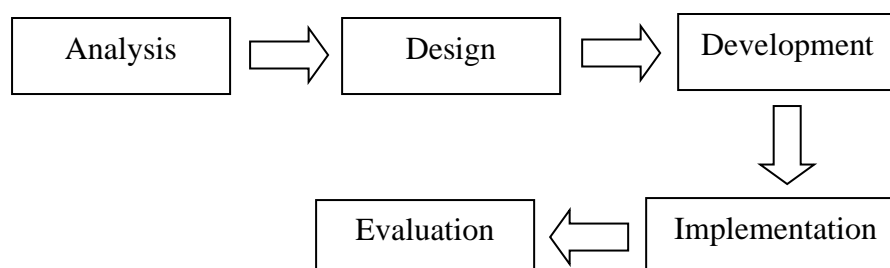 Analysis
Design
Development
Implementation
Evaluation